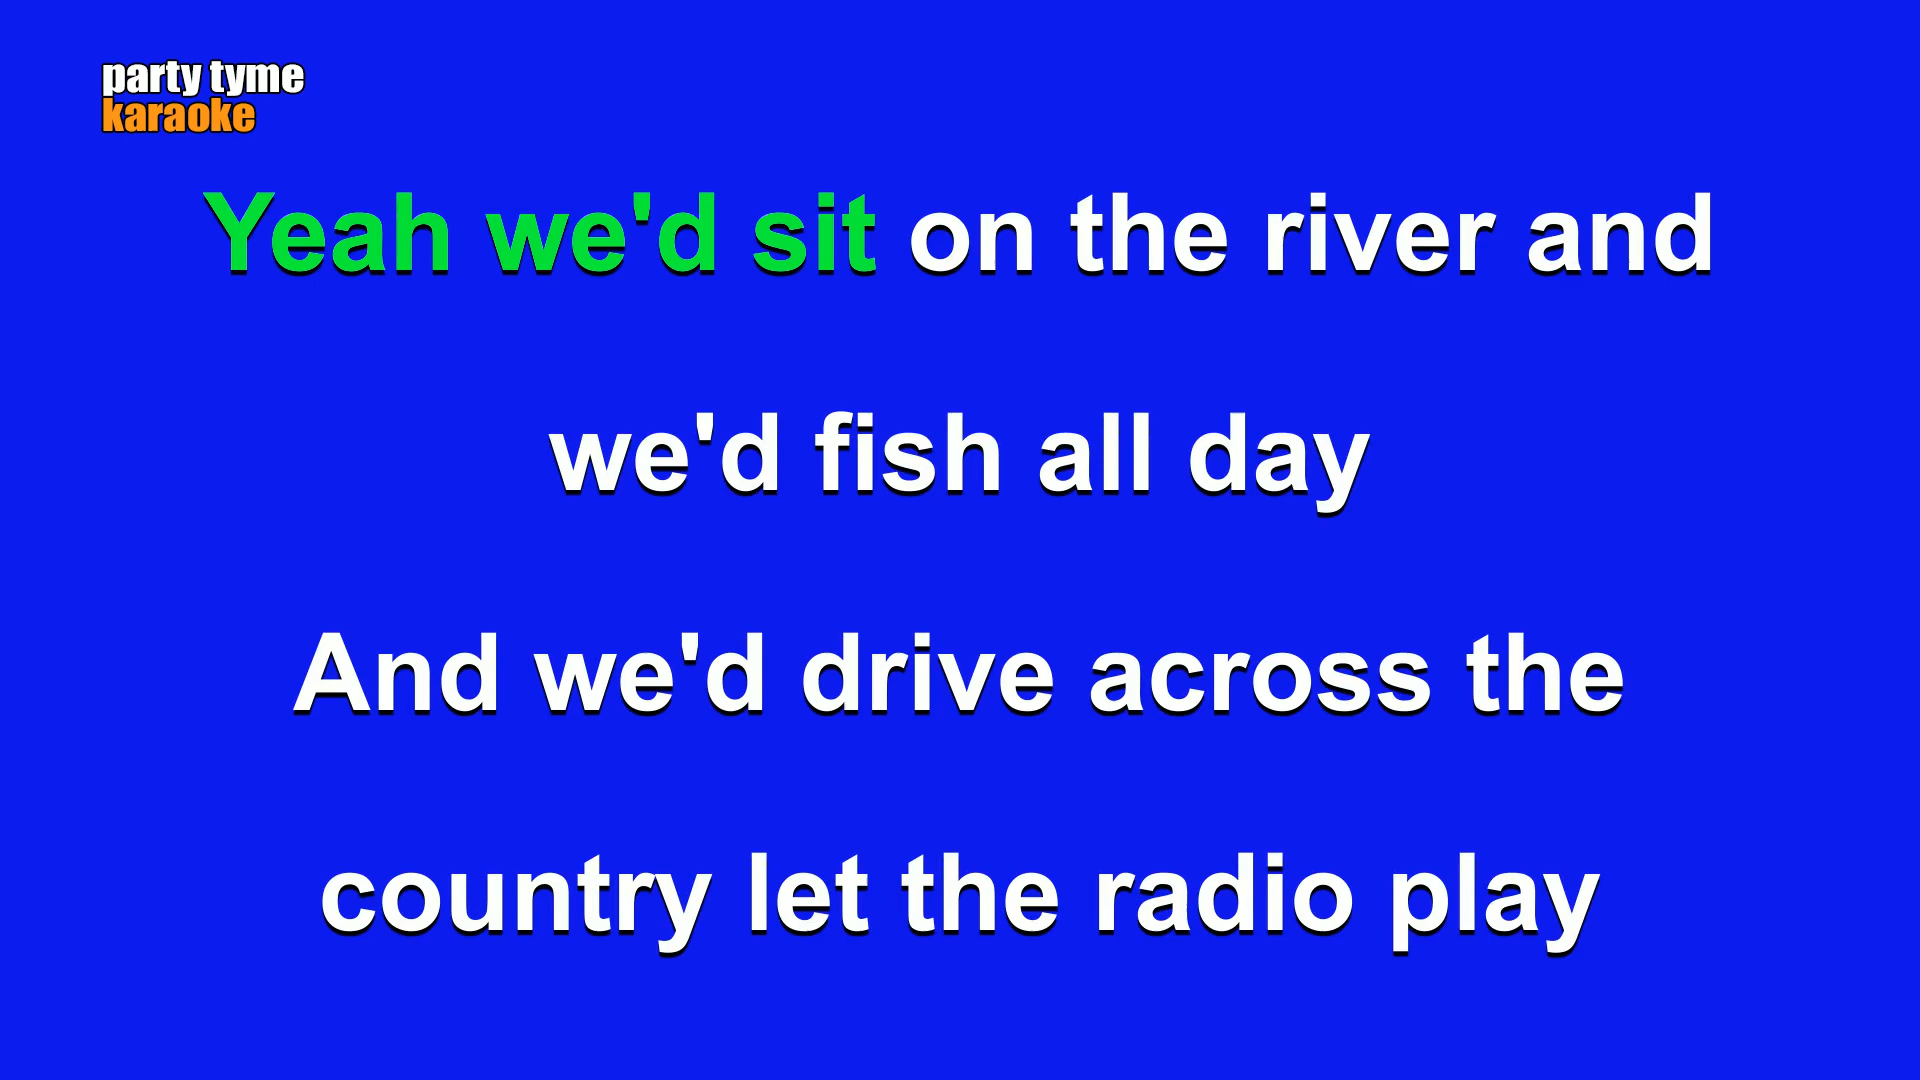 party tyme
karaoke
Yeah we'd sit on the river and
we'd fish all day
And we'd drive across the
country let the radio play